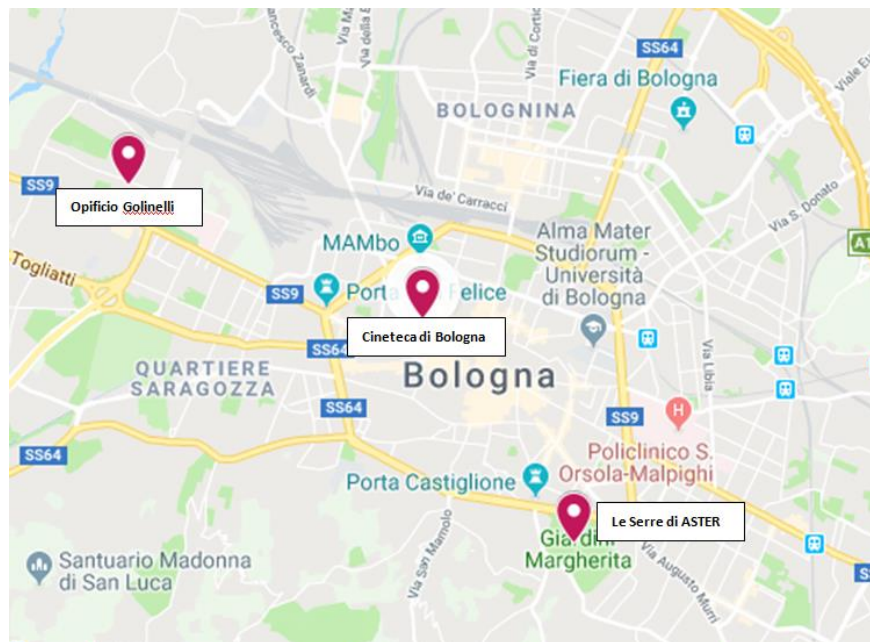 SS64
Viale Eu
Via della B
Via M
Francesco Zanardi
Via di Cortic
Fiera di Bologna
BOLOGNINA
SS9
Opificio Golinelli
Via de' Carracci
Via S. Donato
A1
MAMbo
Alma Mater
Studiorum -
Università
di Bologna
Togliatti
SS9
Porta
Felice
Cineteca di Bologna
SS64
Via Libia
QUARTIERE
SARAGOZZA
Bologna
SS64
SS9
H
SS64
Policlinico S.
Orsola-Malpighi
Porta Castiglione
Le Serre di ASTER
Giardini
Margherita
Via San Mamolo
Via Augusto Murri
Santuario Madonna
di San Luca
SS